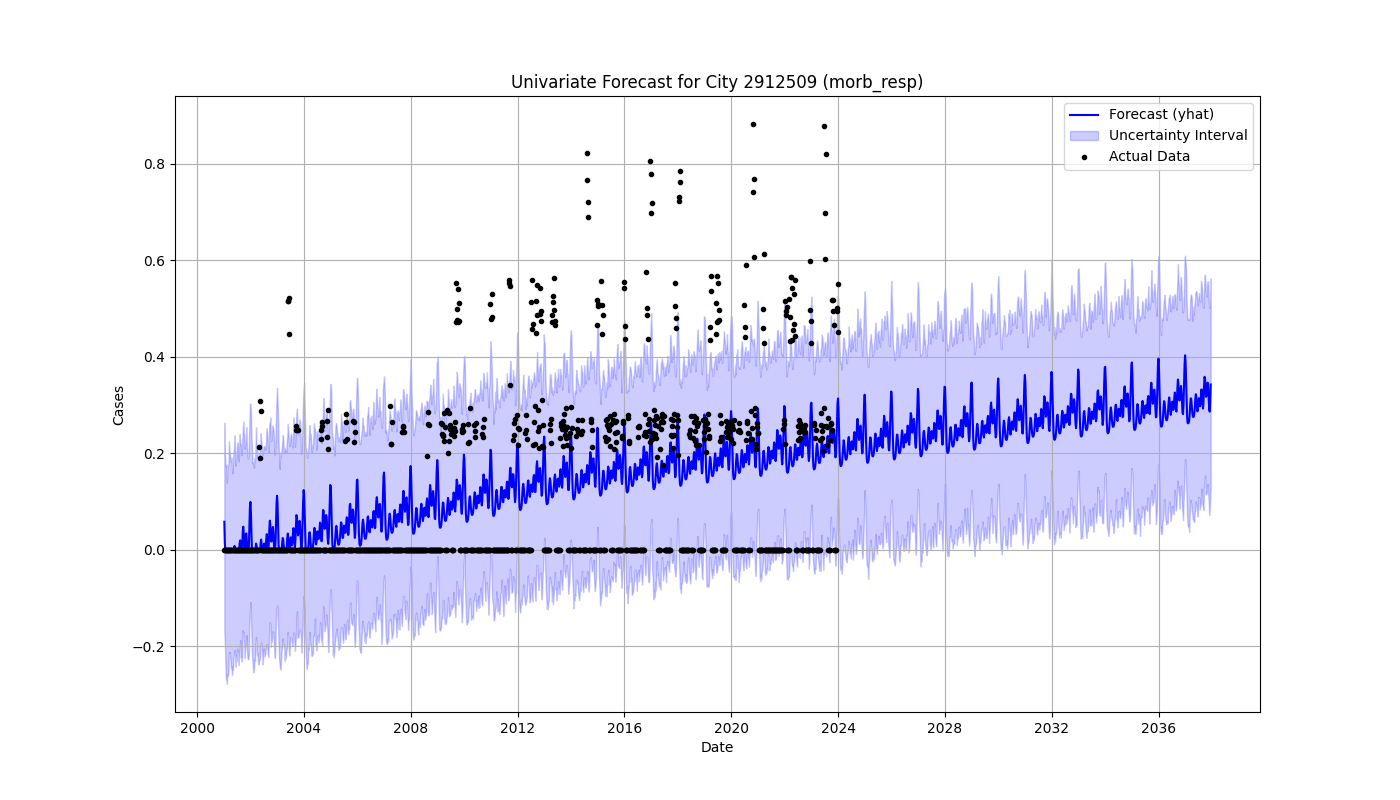 Univariate Forecast for City 2912509 (morb_resp)
Forecast (yhat)
Uncertainty Interval
Actual Data
Cases
0.8
0.6
0.4
0.2
0.0
−0.2
2000 2004 2008 2012 2016 2020 2024 2028 2032 2036
Date